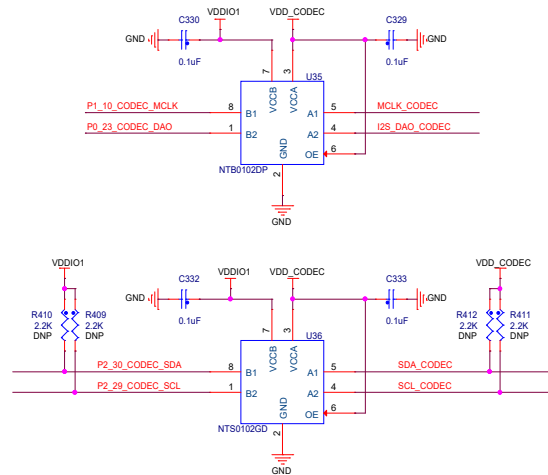 C330 VDDIO1 VDD_CODEC C329
GND GND
0.1uF 0.1uF
7 3 U35
VCCB VCCA
P1_10_CODEC_MCLK 8 B1 A1 5 MCLK_CODEC
P0_23_CODEC_DAO 1 B2 A2 4 I2S_DAO_CODEC
GND OE 6
2 NTB0102DP
GND
VDDIO1 C332 VDDIO1 VDD_CODEC C333 VDD_CODEC
GND GND
R410 R409 0.1uF 0.1uF R412 R411
2.2K 2.2K 7 3 U36 2.2K 2.2K
DNP DNP VCCB VCCA DNP DNP
P2_30_CODEC_SDA 8 B1 A1 5 SDA_CODEC
P2_29_CODEC_SCL 1 B2 A2 4 SCL_CODEC
GND OE 6
2 NTS0102GD
GND